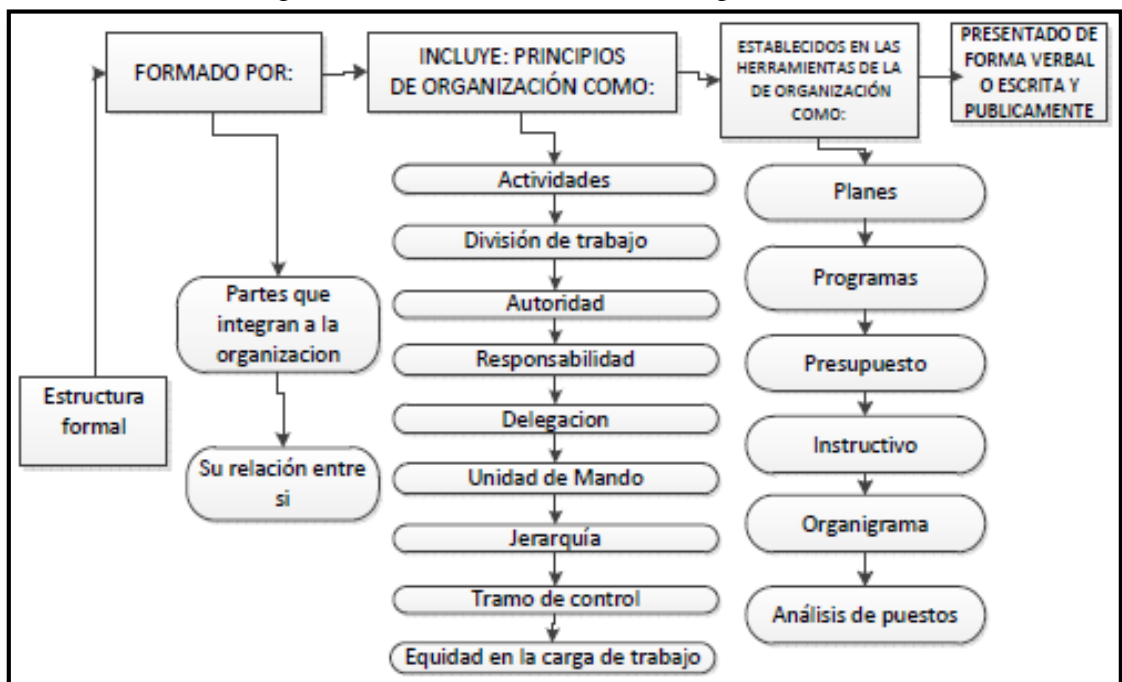 FORMADO POR:
INCLUYE: PRINCIPIOS
DE ORGANIZACIÓN COMO:
ESTABLECIDOS EN LAS
HERRAMIENTAS DE LA
DE ORGANIZACIÓN
COMO:
PRESENTADO DE
FORMA VERBAL
O ESCRITA Y
PUBLICAMENTE
Estructura
formal
Partes que
integran a la
organizacion
Su relación entre
si
Actividades
División de trabajo
Autoridad
Responsabilidad
Delegacion
Unidad de Mando
Jerarquía
Tramo de control
Equidad en la carga de trabajo
Planes
Programas
Presupuesto
Instructivo
Organigrama
Análisis de puestos